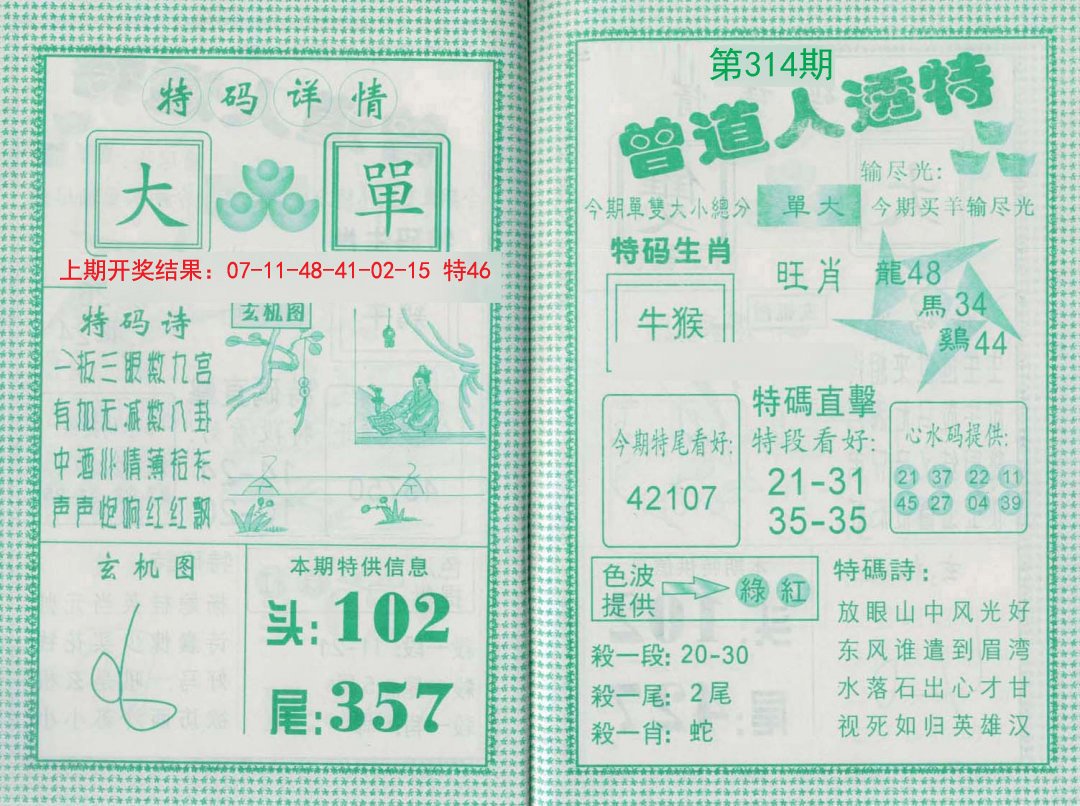 特码详情
大 單
上期开奖结果：07-11-48-41-02-15 特46
特码诗
一板三眼数九宫
有加无减数八卦
声声炮响红红飘
玄机图
玄机图
本期特供信息
头:102
尾:357
第314期
曾道人透特
输尽光:
今期單雙大小總分 單大 今期买羊输尽光
特码生肖
牛猴
旺肖
龍48
馬34
鷄44
今期特尾看好:
42107
特碼直擊
特段看好:
21-31
35-35
心水码提供:
21 37 22 11
45 27 04 39
色波
提供
綠 紅
殺一段: 20-30
殺一尾: 2尾
殺一肖: 蛇
特碼詩：
放眼山中风光好
东风谁遣到眉湾
水落石出心才甘
视死如归英雄汉